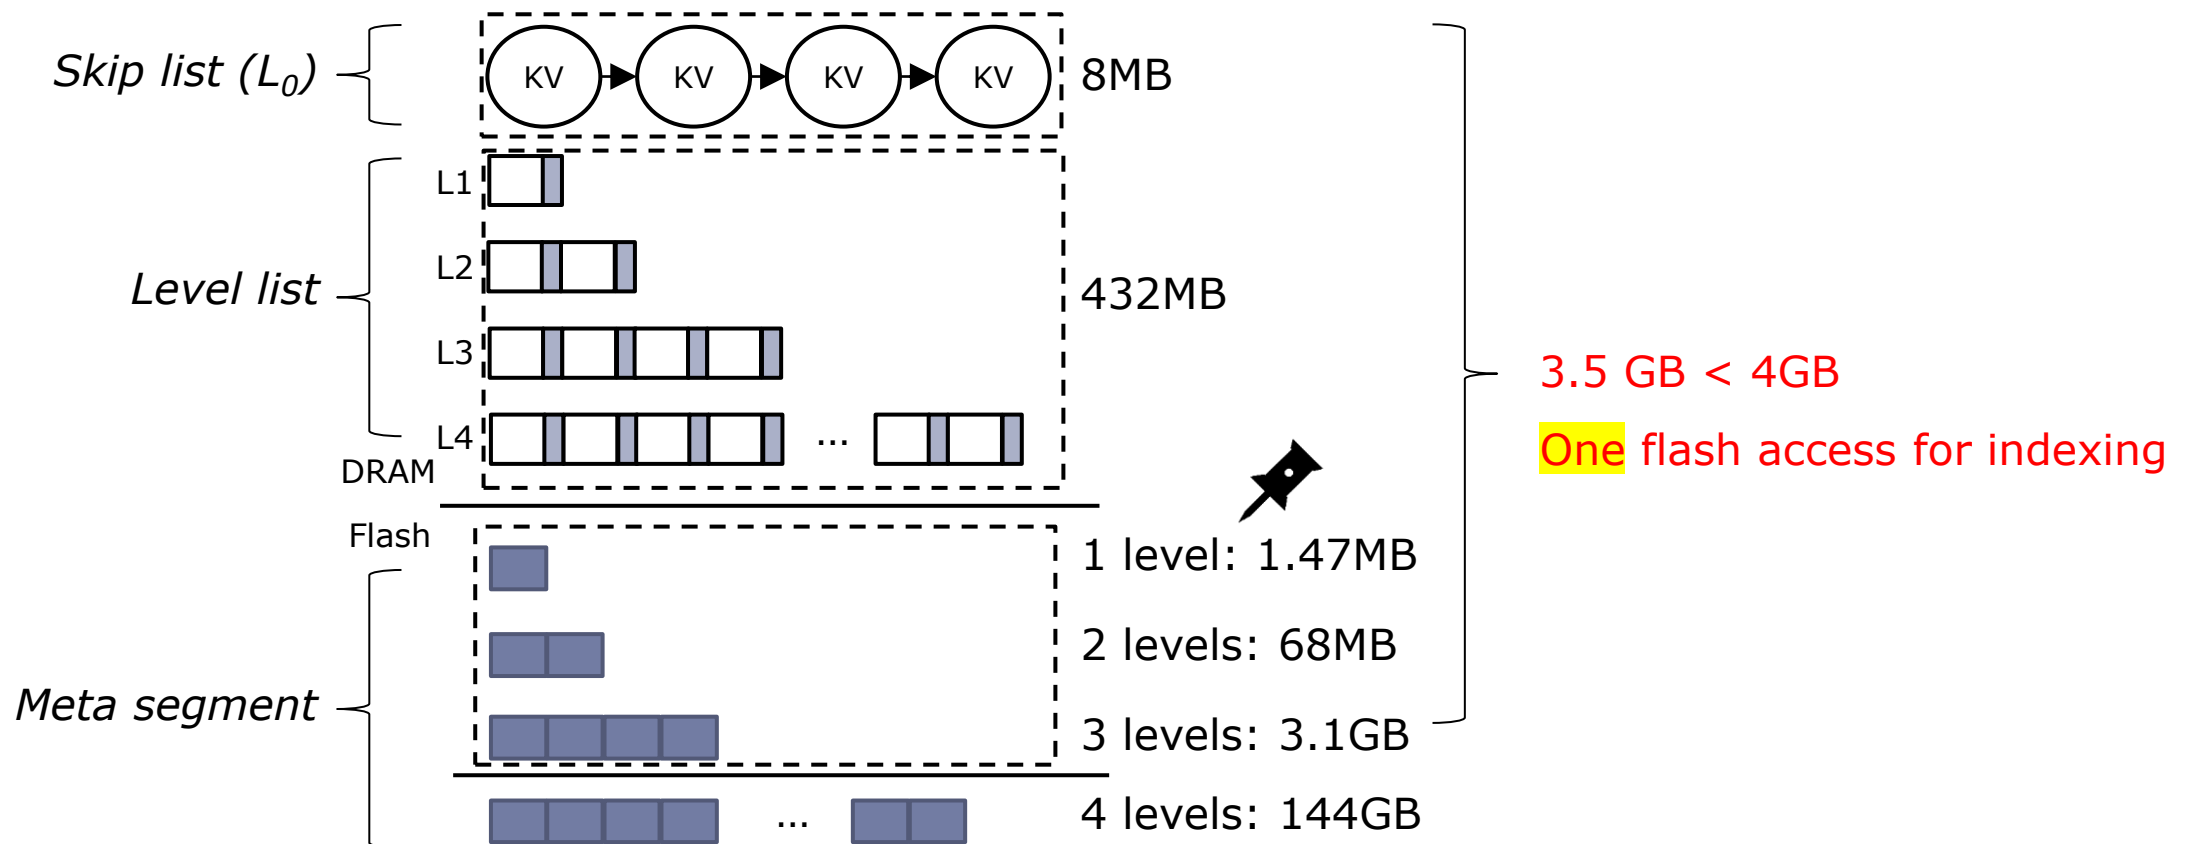 Skip list (L0)
KV KV KV KV
8MB
L1
L2
Level list
432MB
L3
L4
...
DRAM
3.5 GB < 4GB
One flash access for indexing
Flash
1 level: 1.47MB
2 levels: 68MB
Meta segment
3 levels: 3.1GB
...
4 levels: 144GB